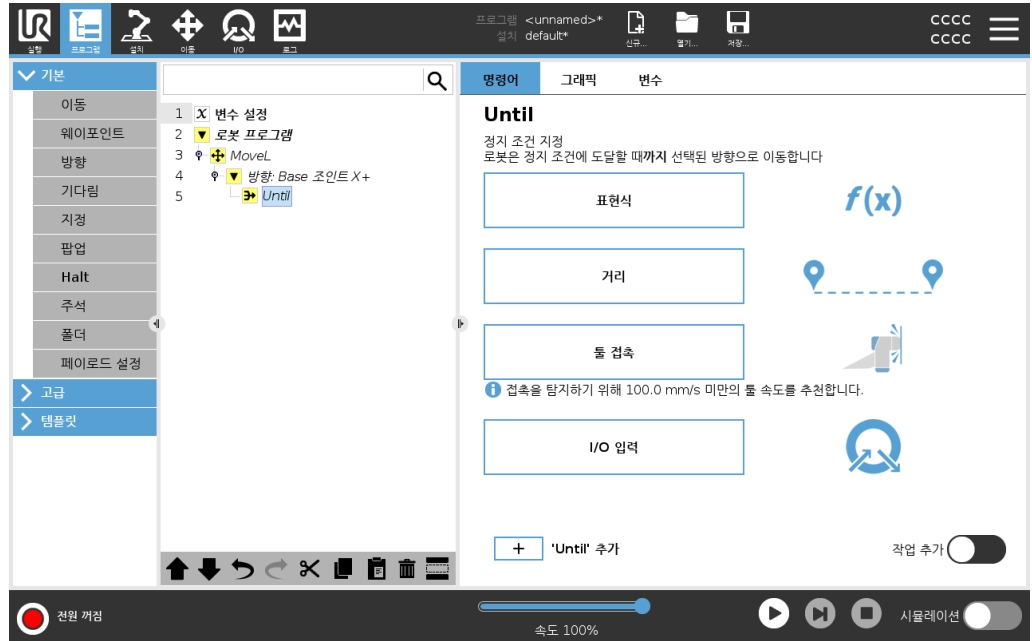 UR
프로그램 <unnamed>*
설치 default*
cccc
cccc
실행 프로그램 설치 이동 I/O 로그 신규... 열기... 저장...
기본
이동
웨이포인트
방향
기다림
지정
팝업
Halt
주석
폴더
페이로드 설정
고급
템플릿
1 X 변수 설정
2 로봇 프로그램
3 MoveL
4 방향: Base 조인트 X+
5 Until
명령어 그래픽 변수
Until
정지 조건 지정
로봇은 정지 조건에 도달할 때까지 선택된 방향으로 이동합니다
표현식 f(x)
거리
툴 접촉
i 접촉을 탐지하기 위해 100.0 mm/s 미만의 툴 속도를 추천합니다.
I/O 입력
+ 'Until' 추가
작업 추가
전원 꺼짐
속도 100%
시뮬레이션